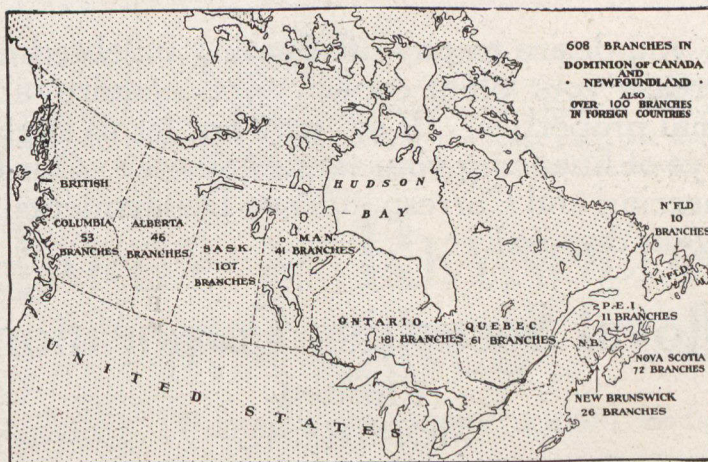 608 BRANCHES IN
DOMINION OF CANADA
AND
• NEWFOUNDLAND •
ALSO
OVER 100 BRANCHES
IN FOREIGN COUNTRIES
BRITISH
COLUMBIA
53
BRANCHES
ALBERTA
46
BRANCHES
SASK.
107
BRANCHES
MAN.
41 BRANCHES
HUDSON
BAY
ONTARIO
181 BRANCHES
QUEBEC
61 BRANCHES
N'FLD
10
BRANCHES
N'FLD.
P.E.I.
11 BRANCHES
N.B.
NOVA SCOTIA
72 BRANCHES
NEW BRUNSWICK
26 BRANCHES
UNITED STATES